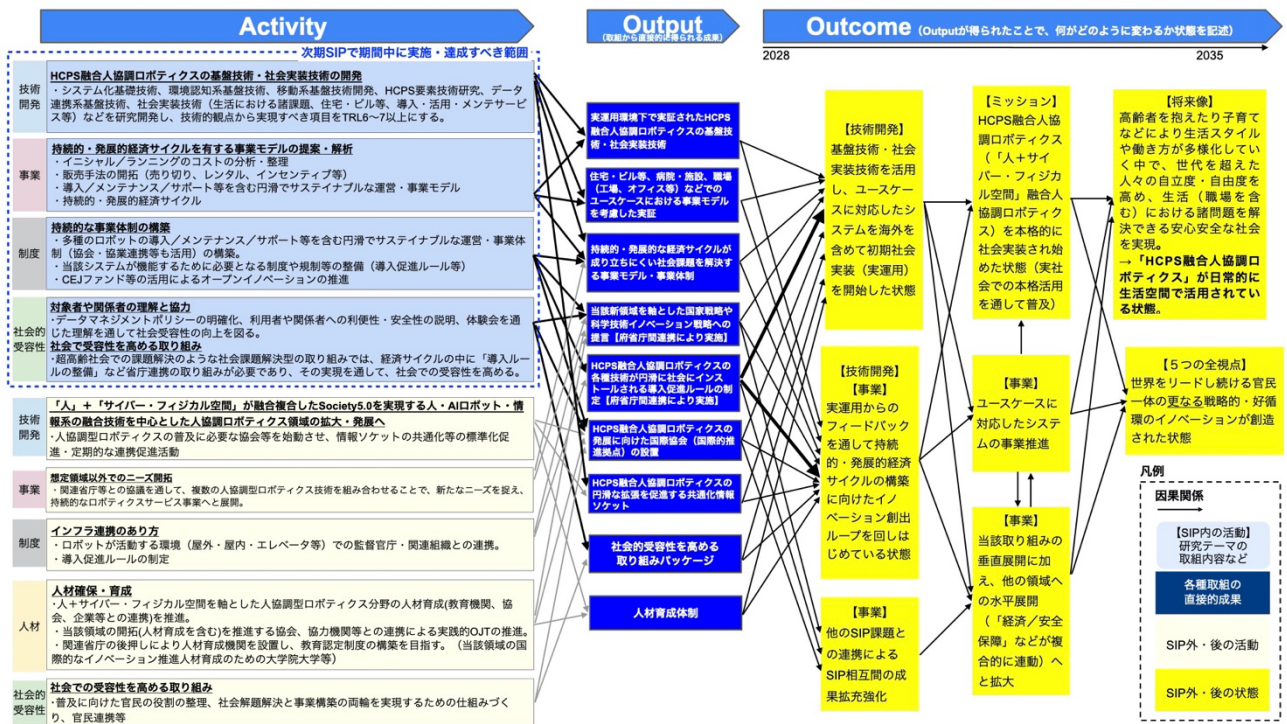 Activity
Output
(取組から直接的に得られる成果)
Outcome (Outputが得られたことで、何がどのように変わるか状態を記述)
2028
2035
次期SIPで期間中に実施・達成すべき範囲
技術
開発
HCPS融合人協調ロボティクスの基盤技術・社会実装技術の開発
・システム化基礎技術、環境認知系基盤技術、移動系基盤技術開発、HCPS要素技術研究、データ
連携系基盤技術、社会実装技術（生活における諸課題、住宅・ビル等、導入・活用・メンテサービ
ス等）などを研究開発し、技術的観点から実現すべき項目をTRL6〜7以上にする。
事業
持続的・発展的経済サイクルを有する事業モデルの提案・解析
・イニシャル／ランニングのコストの分析・整理
・販売手法の開拓（売り切り、レンタル、インセンティブ等）
・導入／メンテナンス／サポート等を含む円滑でサステイナブルな運営・事業モデル
・持続的・発展的経済サイクル
制度
持続的な事業体制の構築
・多種のロボットの導入／メンテナンス／サポート等を含む円滑でサステイナブルな運営・事業体
制（協会・協業連携等も活用）の構築。
・当該システムが機能するために必要となる制度や規制等の整備（導入促進ルール等）
・CEJファンド等の活用によるオープンイノベーションの推進
社会的
受容性
対象者や関係者の理解と協力
・データマネジメントポリシーの明確化、利用者や関係者への利便性・安全性の説明、体験会を通
じた理解を通して社会受容性の向上を図る。
社会で受容性を高める取り組み
・超高齢社会での課題解決のような社会課題解決型の取り組みでは、経済サイクルの中に「導入ルー
ルの整備」など省庁連携の取り組みが必要であり、その実現を通して、社会での受容性を高める。
技術
開発
「人」＋「サイバー・フィジカル空間」が融合複合したSociety5.0を実現する人・AIロボット・情
報系の融合技術を中心とした人協調ロボティクス領域の拡大・発展へ
・人協調型ロボティクスの普及に必要な協会等を始動させ、情報ソケットの共通化等の標準化促
進・定期的な連携促進活動
事業
想定領域以外でのニーズ開拓
・関連省庁等との協議を通して、複数の人協調型ロボティクス技術を組み合わせることで、新たなニーズを捉え、
持続的なロボティクスサービス事業へと展開。
制度
インフラ連携のあり方
・ロボットが活動する環境（屋外・屋内・エレベータ等）での監督官庁・関連組織との連携。
・導入促進ルールの制定
人材
人材確保・育成
・人＋サイバー・フィジカル空間を軸とした人協調型ロボティクス分野の人材育成(教育機関、協
会、企業等との連携)を推進。
・当該領域の開拓(人材育成を含む)を推進する協会、協力機関等との連携による実践的OJTの推進。
・関連省庁の後押しにより人材育成機関を設置し、教育認定制度の構築を目指す。（当該領域の国
際的なイノベーション推進人材育成のための大学院大学等）
社会的
受容性
社会での受容性を高める取り組み
・普及に向けた官民の役割の整理、社会解題解決と事業構築の両輪を実現するための仕組みづく
り、官民連携等
実運用環境下で実証されたHCPS
融合人協調ロボティクスの基盤技
術・社会実装技術
住宅・ビル等、病院・施設、職場
（工場、オフィス等）などでの
ユースケースにおける事業モデル
を考慮した実証
持続的・発展的な経済サイクルが
成り立ちにくい社会課題を解決す
る事業モデル・事業体制
当該新領域を軸とした国家戦略や
科学技術イノベーション戦略への
提言【府省庁間連携により実施】
HCPS融合人協調ロボティクスの
各種技術が円滑に社会にインス
トールされる導入促進ルールの制
定【府省庁間連携により実施】
HCPS融合人協調ロボティクスの
発展に向けた国際協会（国際的推
進拠点）の設置
HCPS融合人協調ロボティクスの
円滑な拡張を促進する共通化情報
ソケット
社会的受容性を高める
取り組みパッケージ
人材育成体制
【技術開発】
基盤技術・社会
実装技術を活用
し、ユースケー
スに対応したシ
ステムを海外を
含めて初期社会
実装（実運用）
を開始した状態
【技術開発】
【事業】
実運用からの
フィードバック
を通して持続
的・発展的経済
サイクルの構築
に向けたイノ
ベーション創出
ループを回しは
じめている状態
【事業】
他のSIP課題と
の連携による
SIP相互間の成
果拡充強化
【ミッション】
HCPS融合人協
調ロボティクス
（「人＋サイ
バー・フィジカ
ル空間」融合人
協調ロボティク
ス）を本格的に
社会実装され始
めた状態（実社
会での本格活用
を通して普及）
【事業】
ユースケースに
対応したシステ
ムの事業推進
【事業】
当該取り組みの
垂直展開に加
え、他の領域へ
の水平展開
（「経済／安全
保障」などが複
合的に連動）へ
と拡大
【将来像】
高齢者を抱えたり子育て
などにより生活スタイル
や働き方が多様化してい
く中で、世代を超えた
人々の自立度・自由度を
高め、生活（職場を含
む）における諸問題を解
決できる安心安全な社会
を実現。
→「HCPS融合人協調ロ
ボティクス」が日常的に
生活空間で活用されてい
る状態。
【５つの全視点】
世界をリードし続ける官民
一体の更なる戦略的・好循
環のイノベーションが創造
された状態
凡例
因果関係
【SIP内の活動】
研究テーマの
取組内容など
各種取組の
直接的成果
SIP外・後の活動
SIP外・後の状態